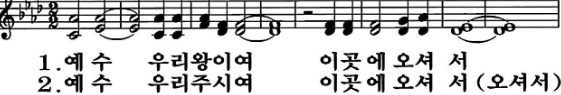 1.예 수 우리왕이여 이곳에 오셔 서
2.예 수 우리주시여 이곳에 오셔 서 (오셔서)